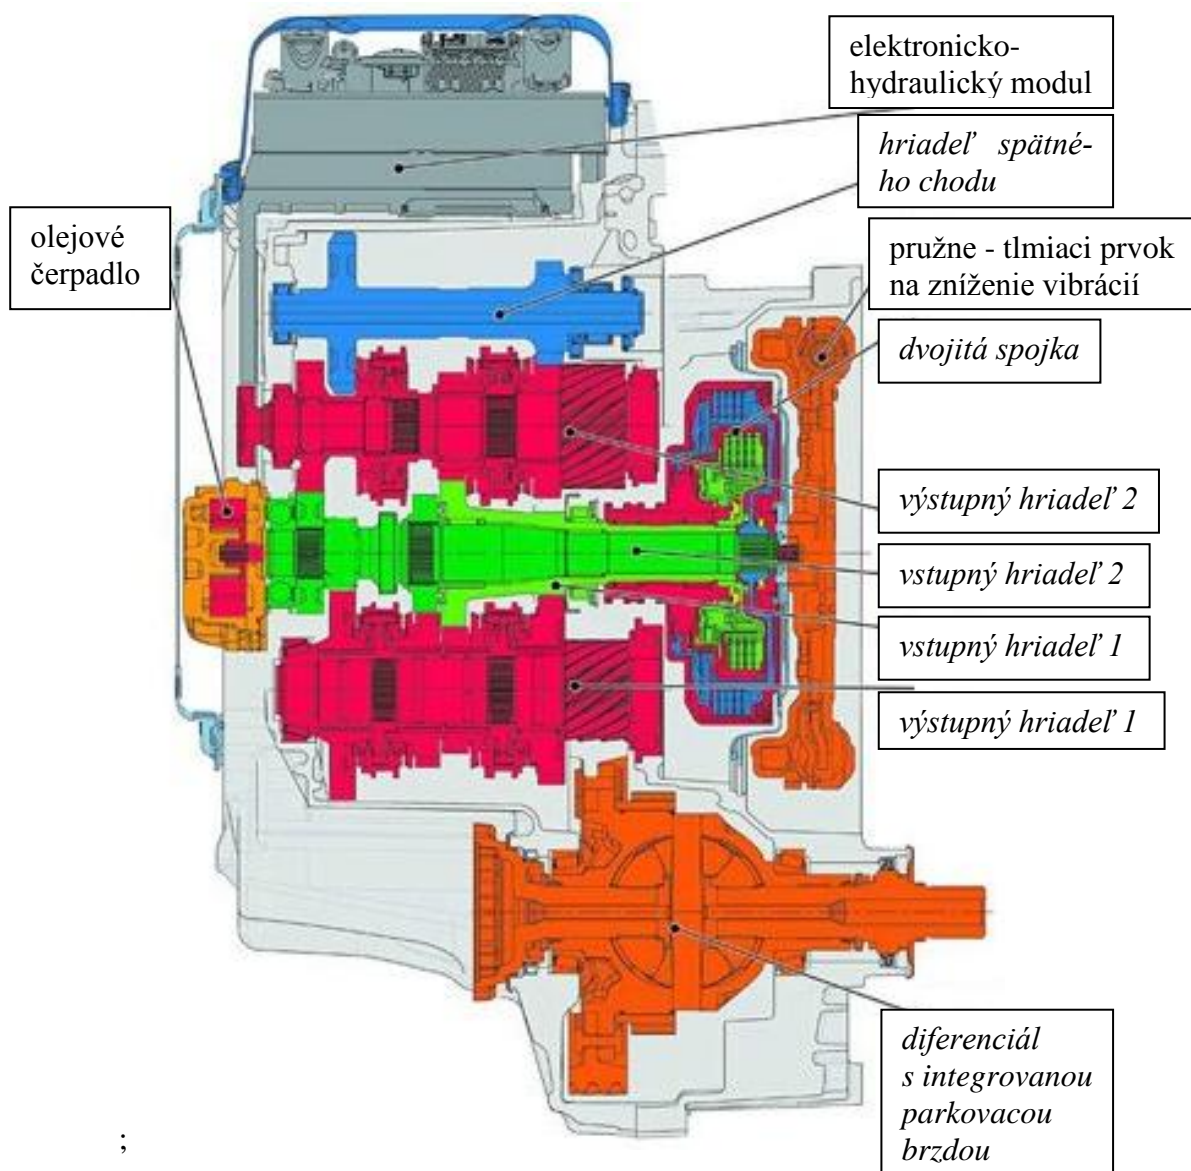 elektronicko-
hydraulický modul
hriadeľ spätné-
ho chodu
olejové
čerpadlo
pružne - tlmiaci prvok
na zníženie vibrácií
dvojitá spojka
výstupný hriadeľ 2
vstupný hriadeľ 2
vstupný hriadeľ 1
výstupný hriadeľ 1
diferenciál
s integrovanou
parkovacou
brzdou
;